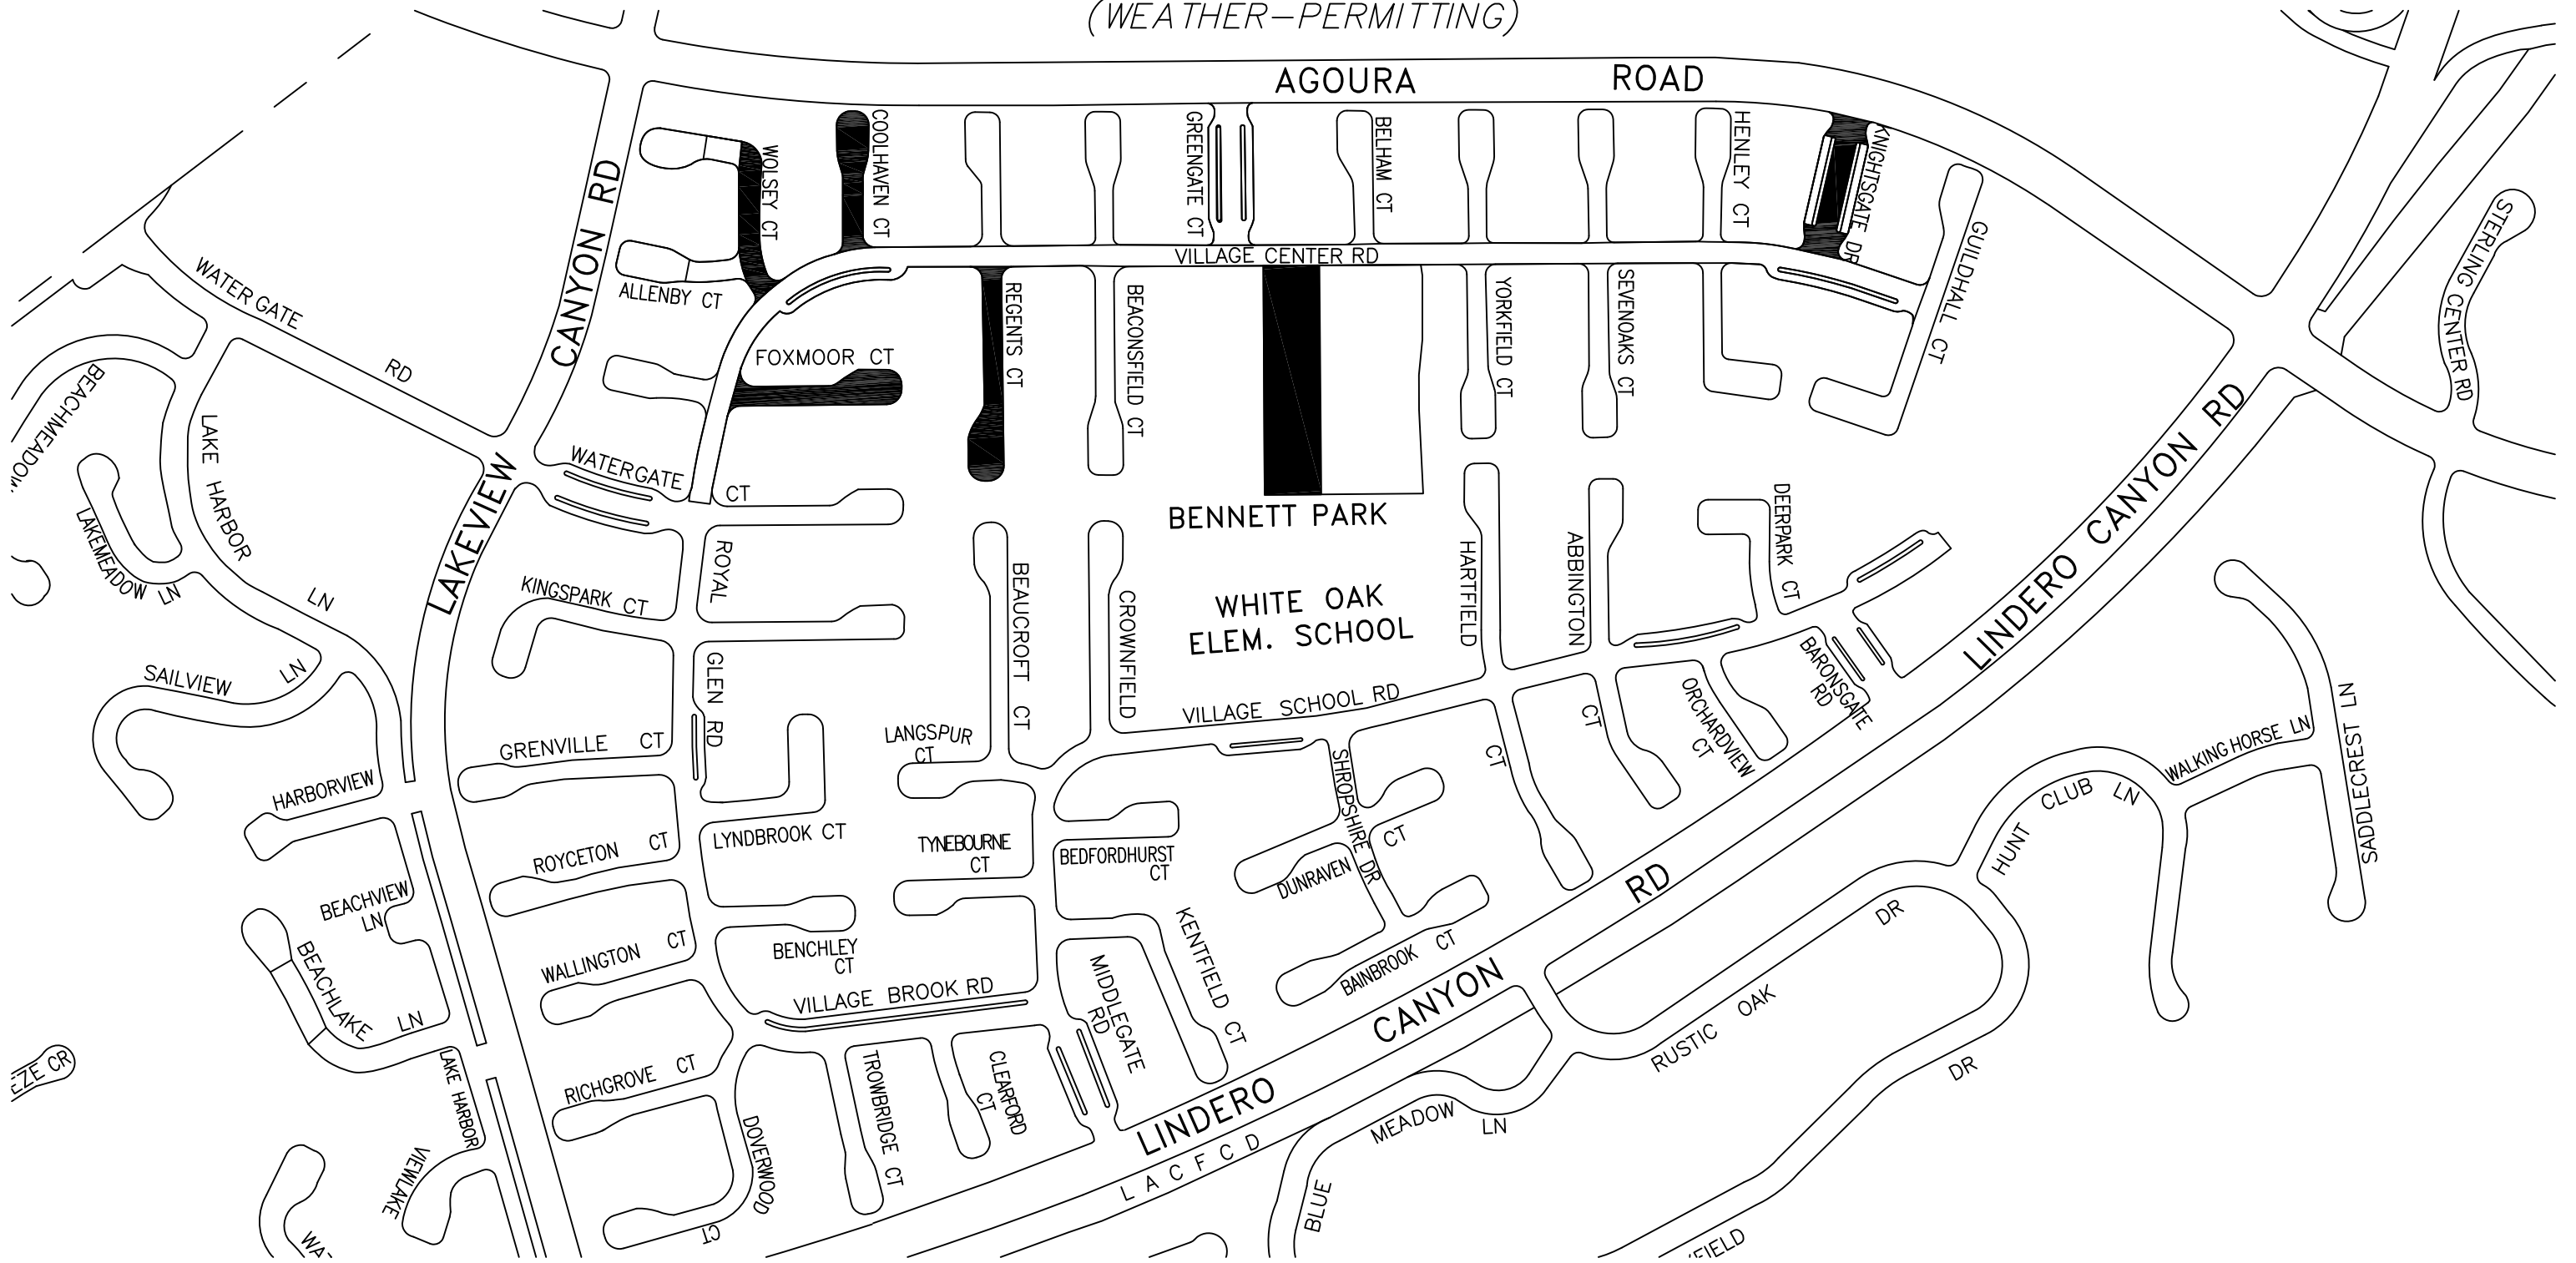 (WEATHER-PERMITTING)
AGOURA ROAD
WOLSEY CT
COOLHAVEN CT
GREENGATE CT
BELHAM CT
HENLEY CT
KNIGHTSGATE DR
GUILDHALL CT
STERLING CENTER RD
LAKEVIEW CANYON RD
WATER GATE RD
ALLENBY CT
VILLAGE CENTER RD
REGENTS CT
BEACONSFIELD CT
YORKFIELD CT
SEVENOAKS CT
FOXMOOR CT
WATERGATE CT
BEACHMEADOW
LAKE HARBOR LN
LAKEMEADOW LN
BENNETT PARK
WHITE OAK
ELEM. SCHOOL
ROYAL GLEN RD
KINGSPARK CT
BEAUCROFT CT
CROWNFIELD
HARTFIELD CT
ABBINGTON CT
DEERPARK CT
LINDERO CANYON RD
SAILVIEW LN
GRENVILLE CT
LANGSPUR
CT
VILLAGE SCHOOL RD
ORCHARDVIEW
CT
BARONSGATE
RD
SHROPSHIRE DR
HARBORVIEW
WALKING HORSE LN
SADDLECREST LN
HUNT CLUB LN
ROYCETON CT
LYNDBROOK CT
TYNEBOURNE
CT
BEDFORDHURST
CT
DUNRAVEN CT
BEACHVIEW
LN
BEACHLAKE LN
WALLINGTON CT
BENCHLEY
CT
VILLAGE BROOK RD
MIDDLEGATE
RD
KENTFIELD CT
BAINBROOK CT
LINDERO CANYON RD
RUSTIC OAK DR
DR
EZE CR
LAKE HARBOR
RICHGROVE CT
TROWBRIDGE CT
CLEARFORD
CT
DOVERWOOD
CT
VIEWLAKE
L A C F C D
BLUE MEADOW LN
WA
FIELD